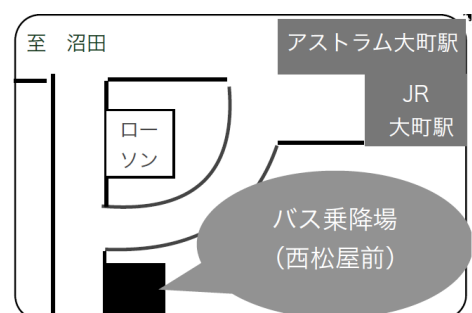 至　沼田
アストラム大町駅
JR
大町駅
ロー
ソン
バス乗降場
（西松屋前）